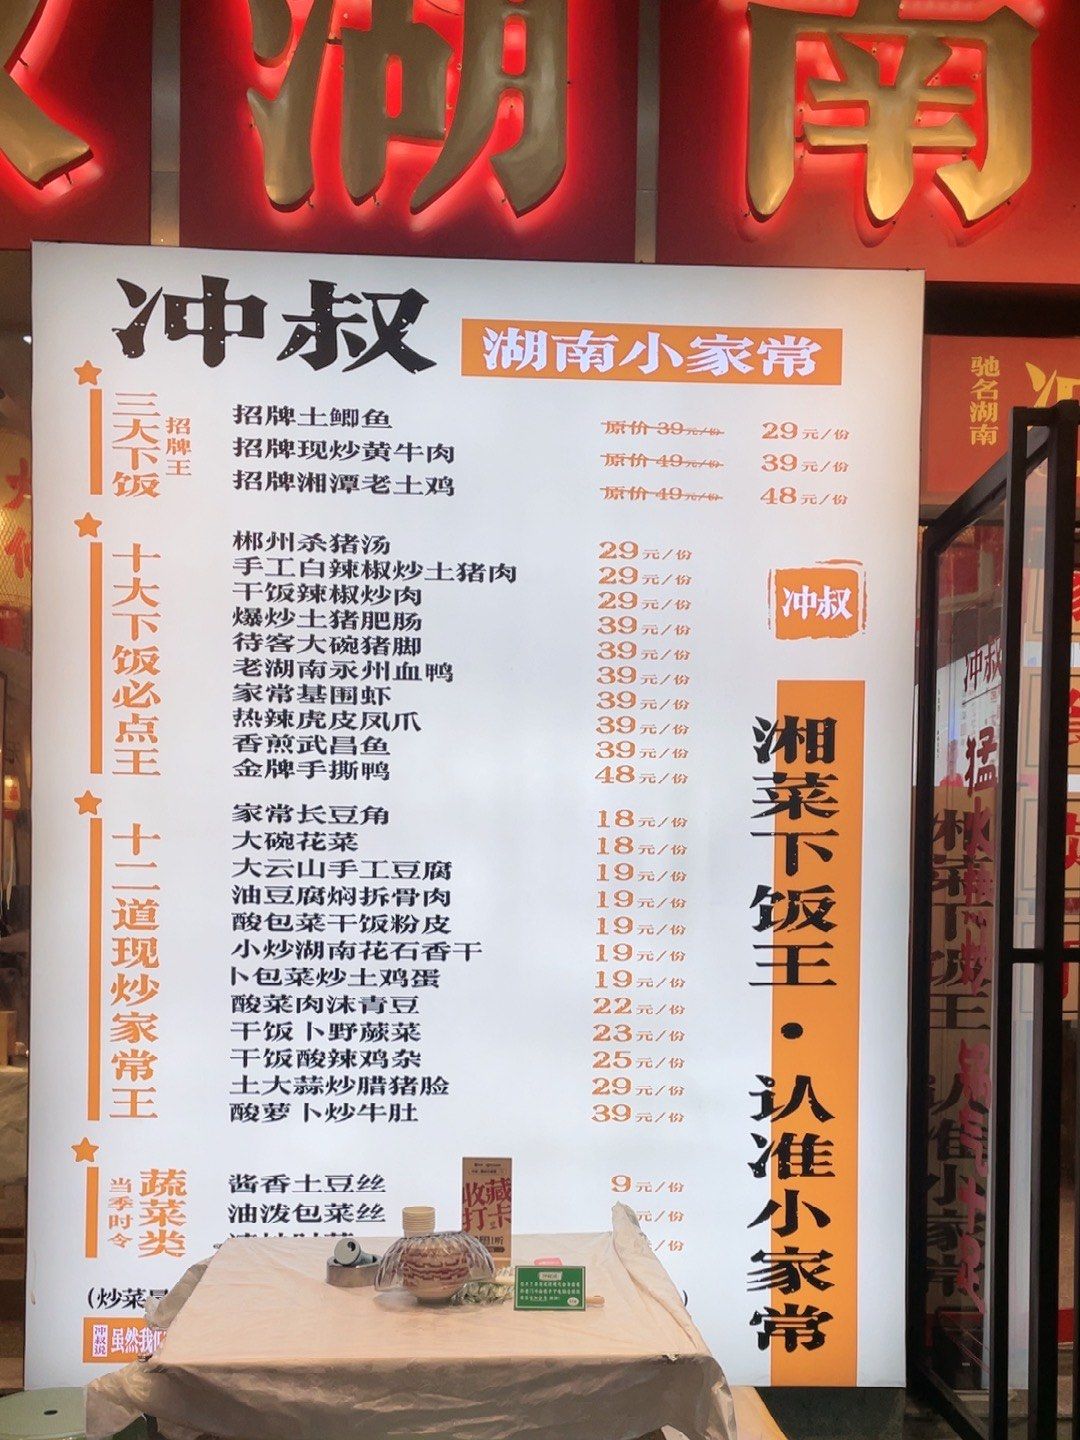 湖南
冲叔 湖南小家常
三大下饭 招牌王
招牌土鲫鱼 原价 39元/份 29元/份
招牌现炒黄牛肉 原价 49元/份 39元/份
招牌湘潭老土鸡 原价 49元/份 48元/份
十大下饭必点王
郴州杀猪汤 29元/份
手工白辣椒炒土猪肉 29元/份
干饭辣椒炒肉 29元/份
爆炒土猪肥肠 39元/份
待客大碗猪脚 39元/份
老湖南永州血鸭 39元/份
家常基围虾 39元/份
热辣虎皮凤爪 39元/份
香煎武昌鱼 39元/份
金牌手撕鸭 48元/份
十二道现炒家常王
家常长豆角 18元/份
大碗花菜 18元/份
大云山手工豆腐 19元/份
油豆腐焖拆骨肉 19元/份
酸包菜干饭粉皮 19元/份
小炒湖南花石香干 19元/份
卜包菜炒土鸡蛋 19元/份
酸菜肉沫青豆 22元/份
干饭卜野蕨菜 23元/份
干饭酸辣鸡杂 25元/份
土大蒜炒腊猪脸 29元/份
酸萝卜炒牛肚 39元/份
当季时令 蔬菜类
酱香土豆丝 9元/份
油泼包菜丝 元/份
元/份
(炒菜
冲叔说 虽然我
冲叔
湘菜下饭王·认准小家常
收藏
打卡
驰名湖南
冲叔